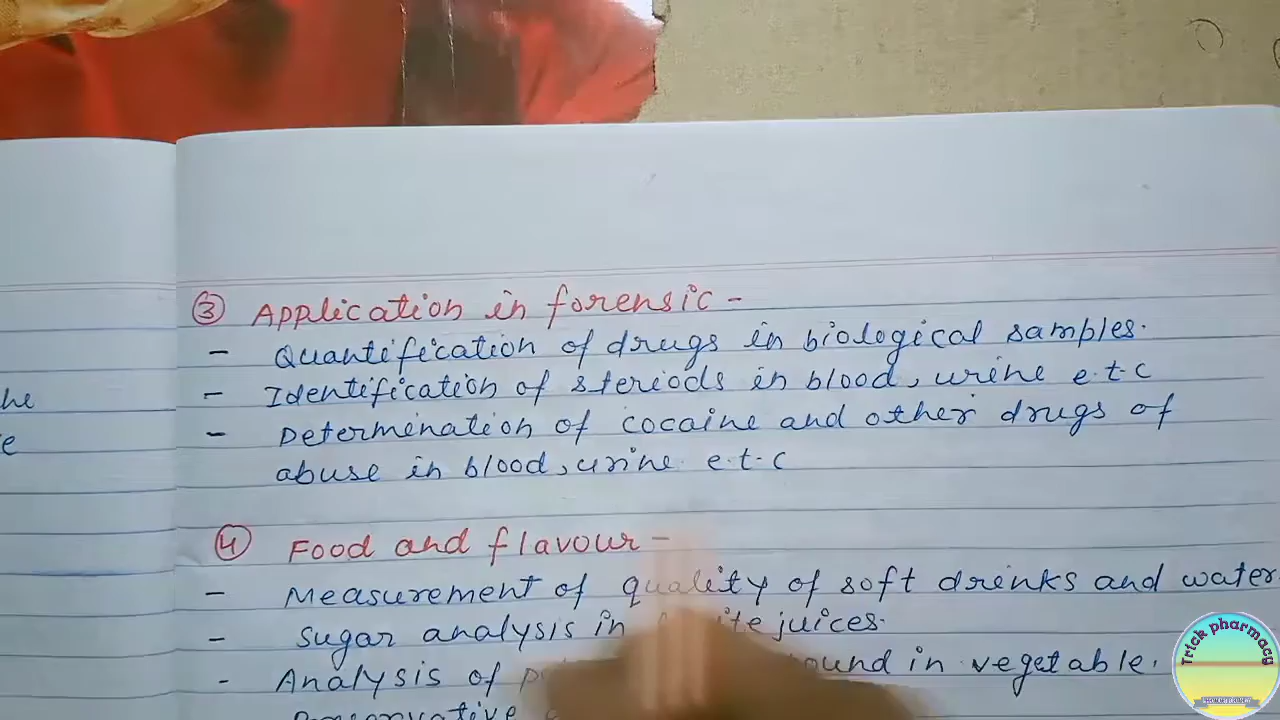 ③ Application in forensic -
- Quantification of drugs in biological samples.
he
- Identification of steriods in blood, urine e.t.c
e
- Determination of cocaine and other drugs of
abuse in blood, urine e.t.c
④ Food and flavour -
- Measurement of quality of soft drinks and water
- Sugar analysis in juices.
- Analysis of in vegetable.
Trick pharmacy